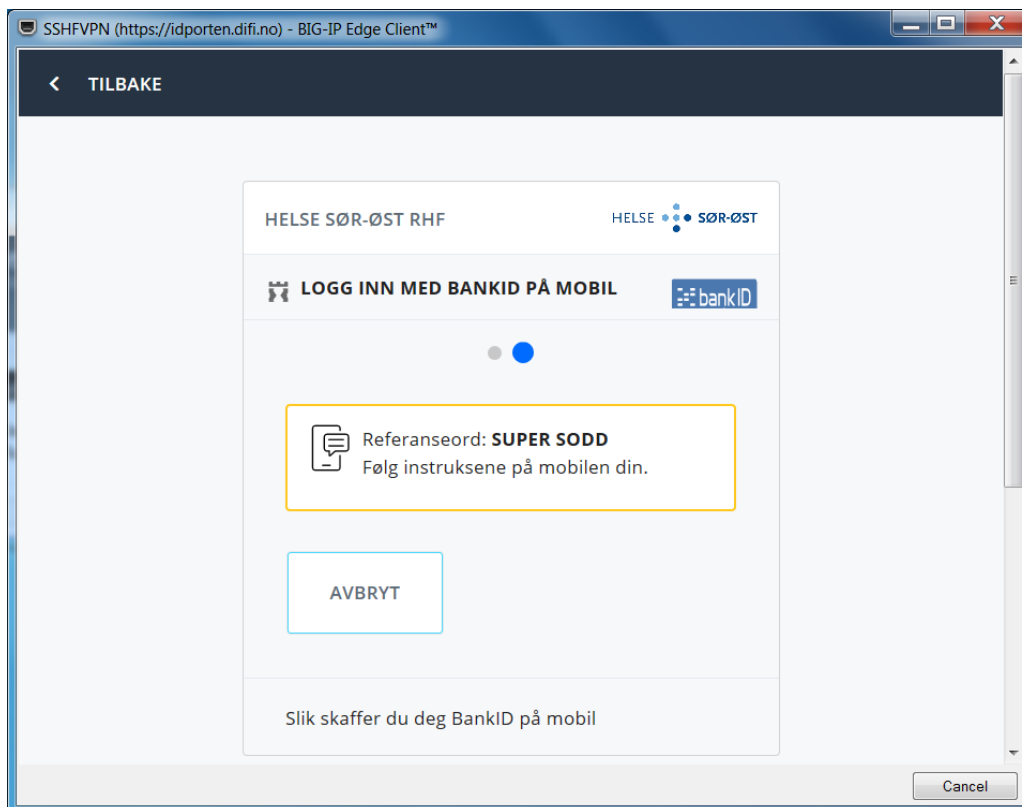 SSHFVPN (https://idporten.difi.no) - BIG-IP Edge Client™
TILBAKE
HELSE SØR-ØST RHF
HELSE SØR-ØST
LOGG INN MED BANKID PÅ MOBIL
bankID
Referanseord: SUPER SODD
Følg instruksene på mobilen din.
AVBRYT
Slik skaffer du deg BankID på mobil
Cancel